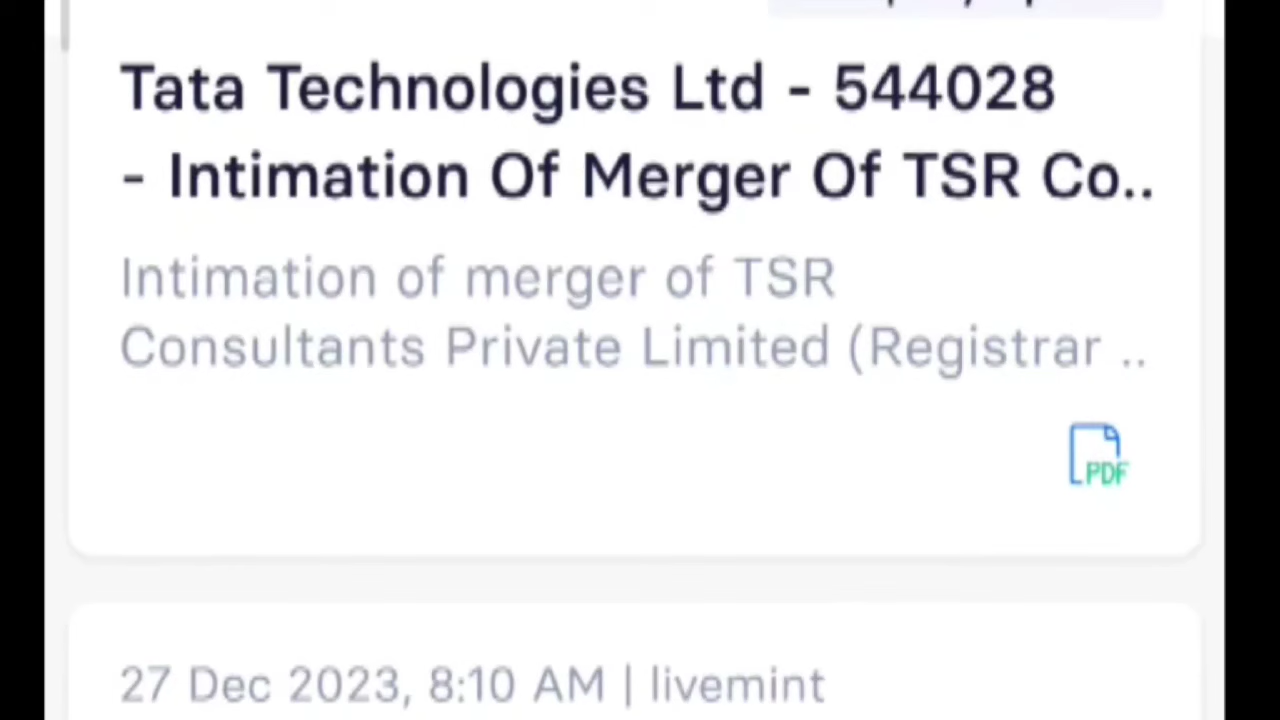 Tata Technologies Ltd - 544028
- Intimation Of Merger Of TSR Co..
Intimation of merger of TSR
Consultants Private Limited (Registrar ..
PDF
27 Dec 2023, 8:10 AM | livemint